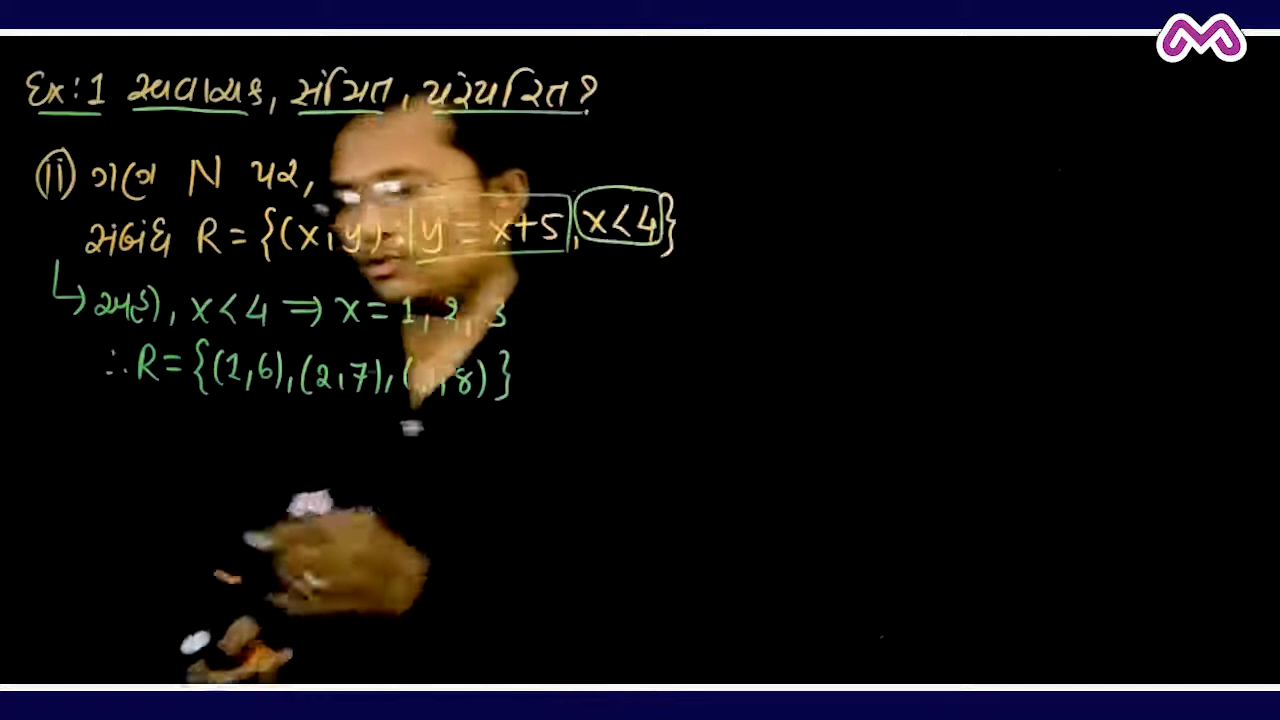 Ex:1 સ્વવાચક, સંમિત, પરંપરિત?
(ii) ગણ N પર,
સંબંધ R = {(x, y) | y = x+5, x < 4}
↳ અહીં, x < 4 ⇒ x = 1, 2, 3
∴ R = {(1,6), (2,7), ( , 8)}